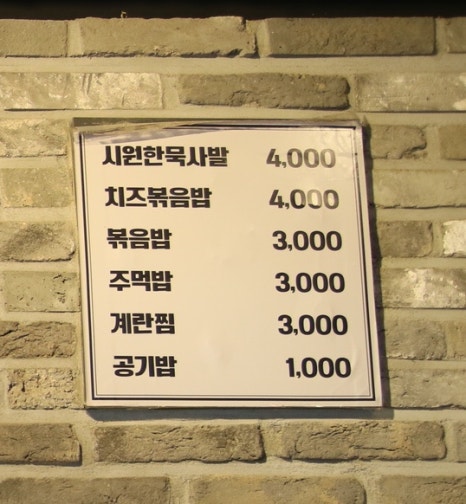 시원한묵사발 4,000
치즈볶음밥 4,000
볶음밥 3,000
주먹밥 3,000
계란찜 3,000
공기밥 1,000